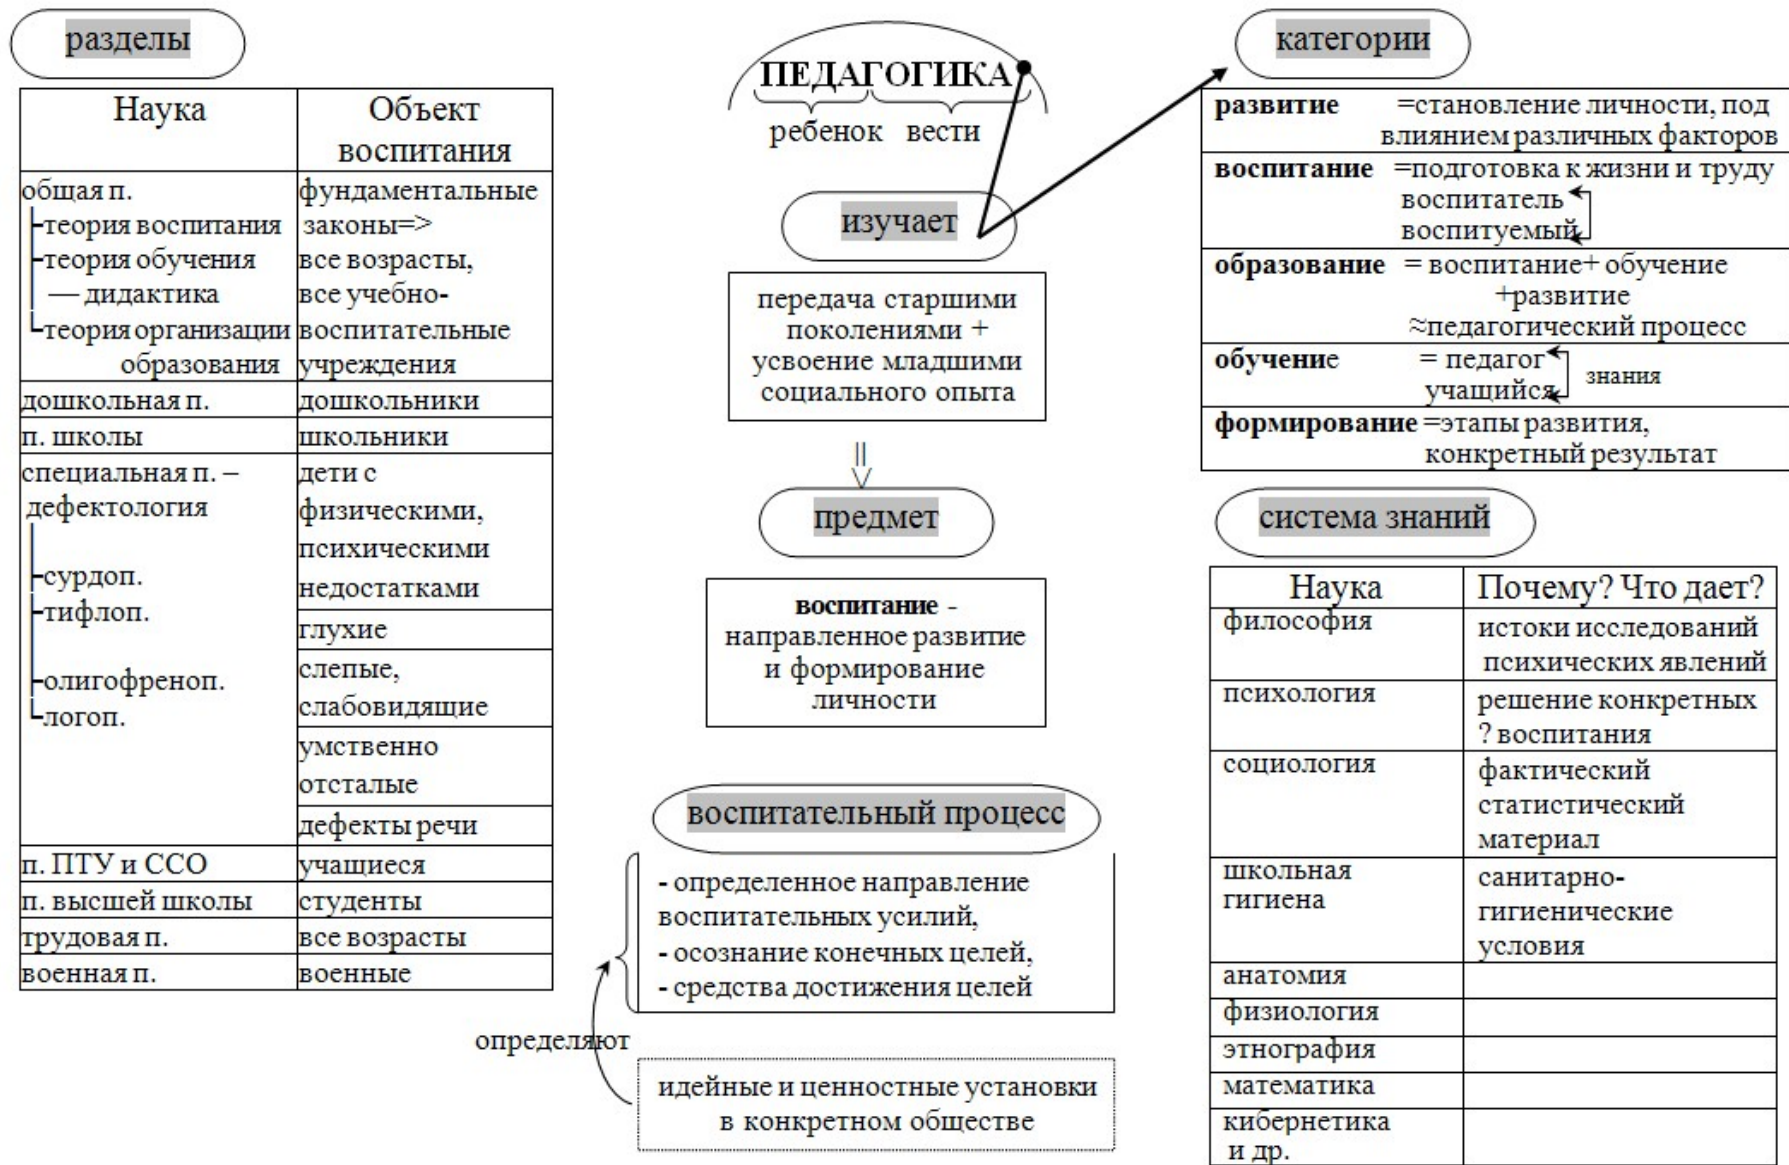 разделы
Наука
Объект
воспитания
общая п.
теория воспитания
теория обучения
— дидактика
теория организации
образования
фундаментальные
законы=>
все возрасты,
все учебно-
воспитательные
учреждения
дошкольная п.
дошкольники
п. школы
школьники
специальная п. –
дефектология
сурдоп.
тифлоп.
олигофреноп.
логоп.
дети с
физическими,
психическими
недостатками
глухие
слепые,
слабовидящие
умственно
отсталые
дефекты речи
п. ПТУ и ССО
учащиеся
п. высшей школы
студенты
трудовая п.
все возрасты
военная п.
военные
ПЕДАГОГИКА
ребенок вести
изучает
передача старшими
поколениями +
усвоение младшими
социального опыта
предмет
воспитание -
направленное развитие
и формирование
личности
воспитательный процесс
- определенное направление
воспитательных усилий,
- осознание конечных целей,
- средства достижения целей
определяют
идейные и ценностные установки
в конкретном обществе
категории
развитие =становление личности, под
влиянием различных факторов
воспитание =подготовка к жизни и труду
воспитатель
воспитуемый
образование = воспитание+ обучение
+развитие
≈педагогический процесс
обучение = педагог
учащийся
знания
формирование =этапы развития,
конкретный результат
система знаний
Наука
Почему? Что дает?
философия
истоки исследований
психических явлений
психология
решение конкретных
? воспитания
социология
фактический
статистический
материал
школьная
гигиена
санитарно-
гигиенические
условия
анатомия
физиология
этнография
математика
кибернетика
и др.